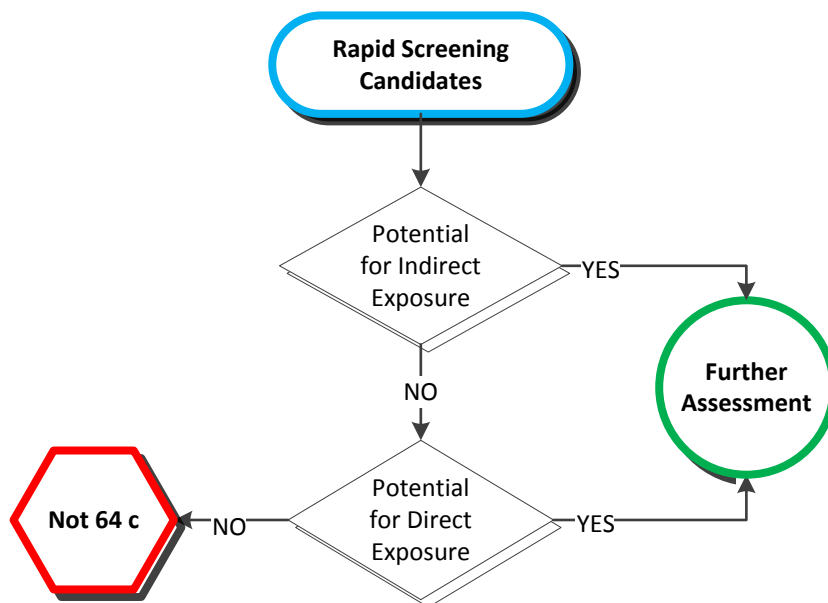 Rapid Screening
Candidates
Potential
for Indirect
Exposure
YES
NO
Further
Assessment
Not 64 c
NO
Potential
for Direct
Exposure
YES